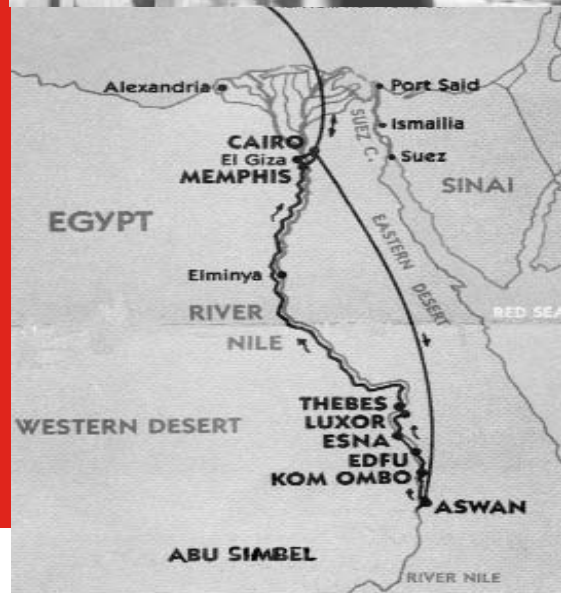 Alexandria
Port Said
SUEZ C.
Ismailia
CAIRO
El Giza
Suez
MEMPHIS
SINAI
EGYPT
EASTERN DESERT
Elminya
RIVER
NILE
RED SEA
THEBES
LUXOR
WESTERN DESERT
ESNA
EDFU
KOM OMBO
ASWAN
ABU SIMBEL
RIVER NILE